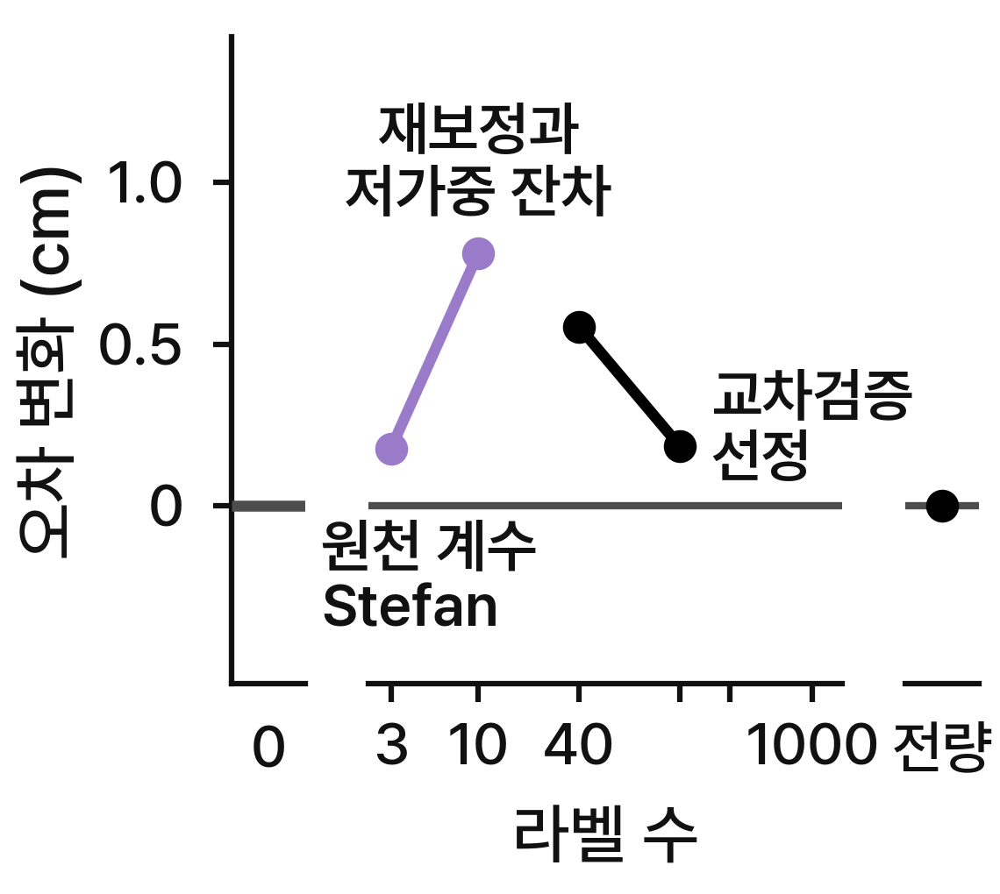 재보정과
저가중 잔차
1.0
0.5
0
오차 변화 (cm)
교차검증
선정
원천 계수
Stefan
0
3
10
40
1000
전량
라벨 수